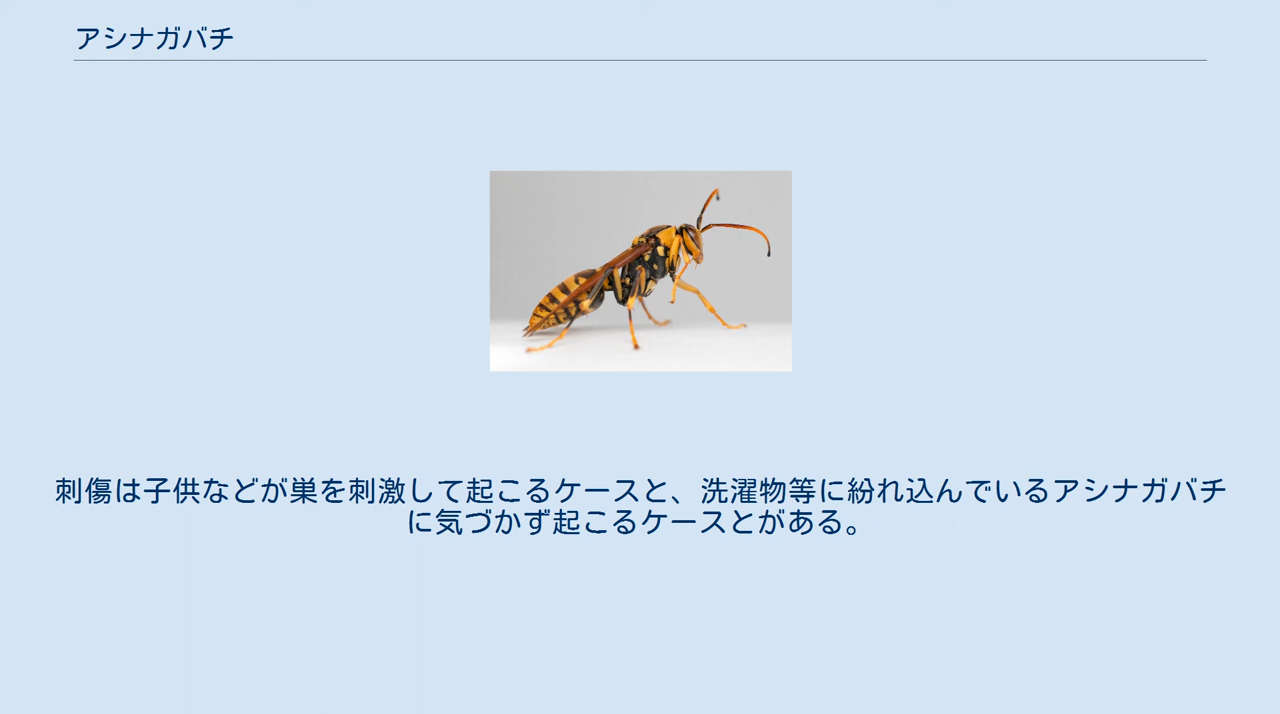 アシナガバチ
刺傷は子供などが巣を刺激して起こるケースと、洗濯物等に紛れ込んでいるアシナガバチ
に気づかず起こるケースとがある。